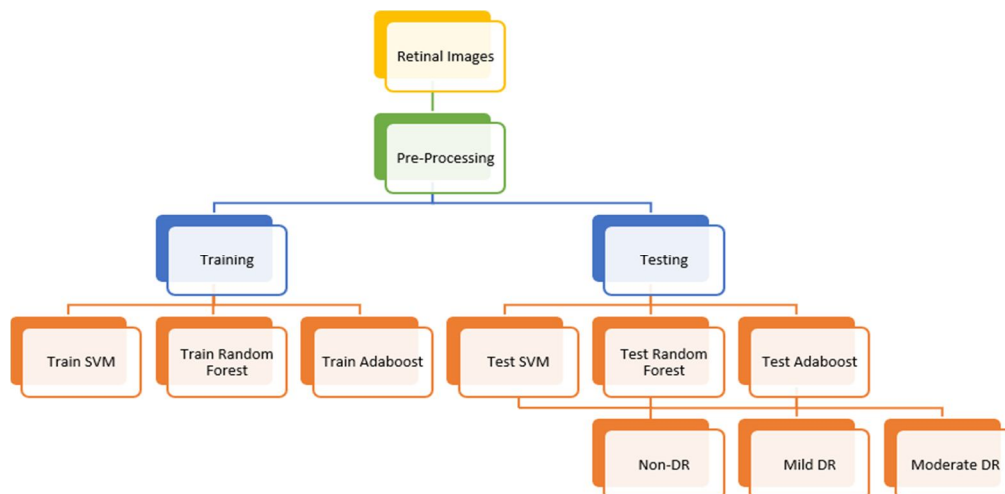 Retinal Images
Pre-Processing
Training
Testing
Train SVM
Train Random
Forest
Train Adaboost
Test SVM
Test Random
Forest
Test Adaboost
Non-DR
Mild DR
Moderate DR